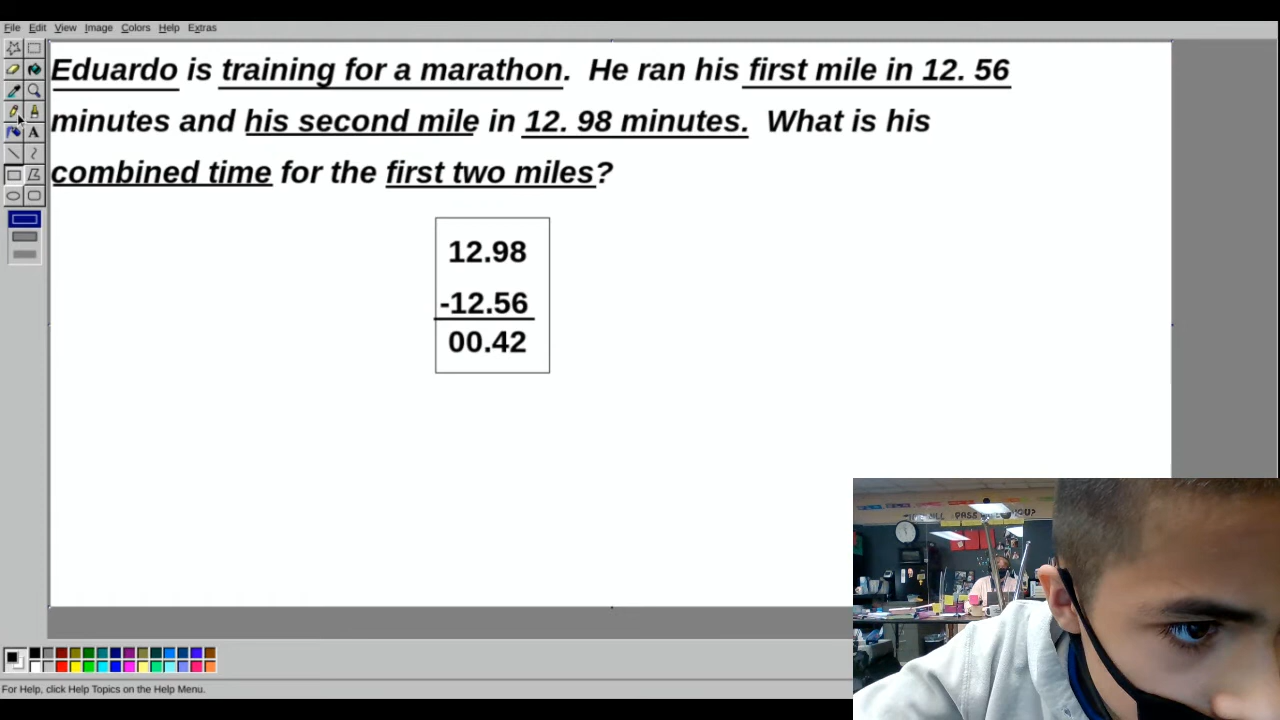 File Edit View Image Colors Help Extras
Eduardo is training for a marathon. He ran his first mile in 12. 56
minutes and his second mile in 12. 98 minutes. What is his
combined time for the first two miles?
12.98
-12.56
00.42
For Help, click Help Topics on the Help Menu.